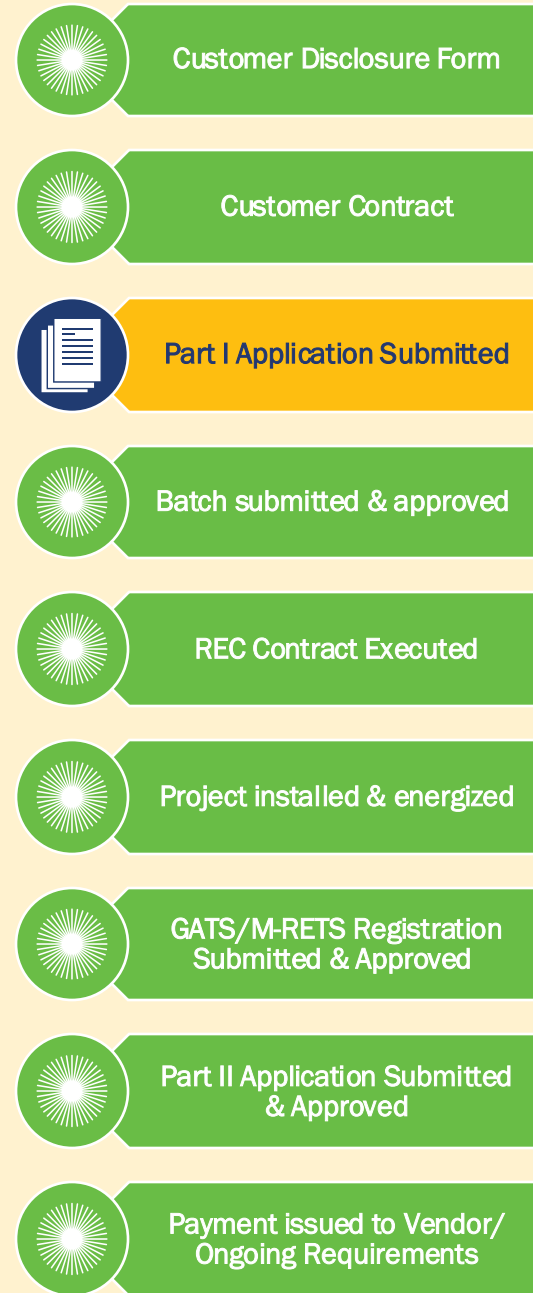 Customer Disclosure Form
Customer Contract
Part I Application Submitted
Batch submitted & approved
REC Contract Executed
Project installed & energized
GATS/M-RETS Registration
Submitted & Approved
Part II Application Submitted
& Approved
Payment issued to Vendor/
Ongoing Requirements